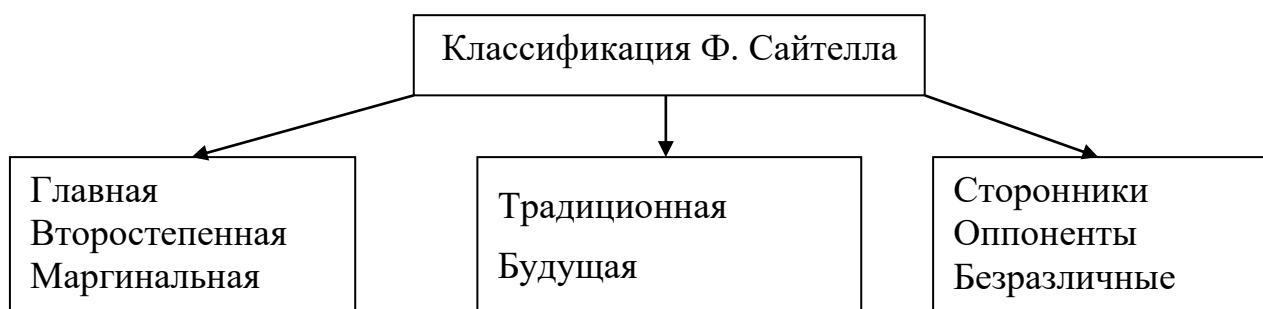 Классификация Ф. Сайтелла
Главная
Второстепенная
Маргинальная
Традиционная
Будущая
Сторонники
Оппоненты
Безразличные